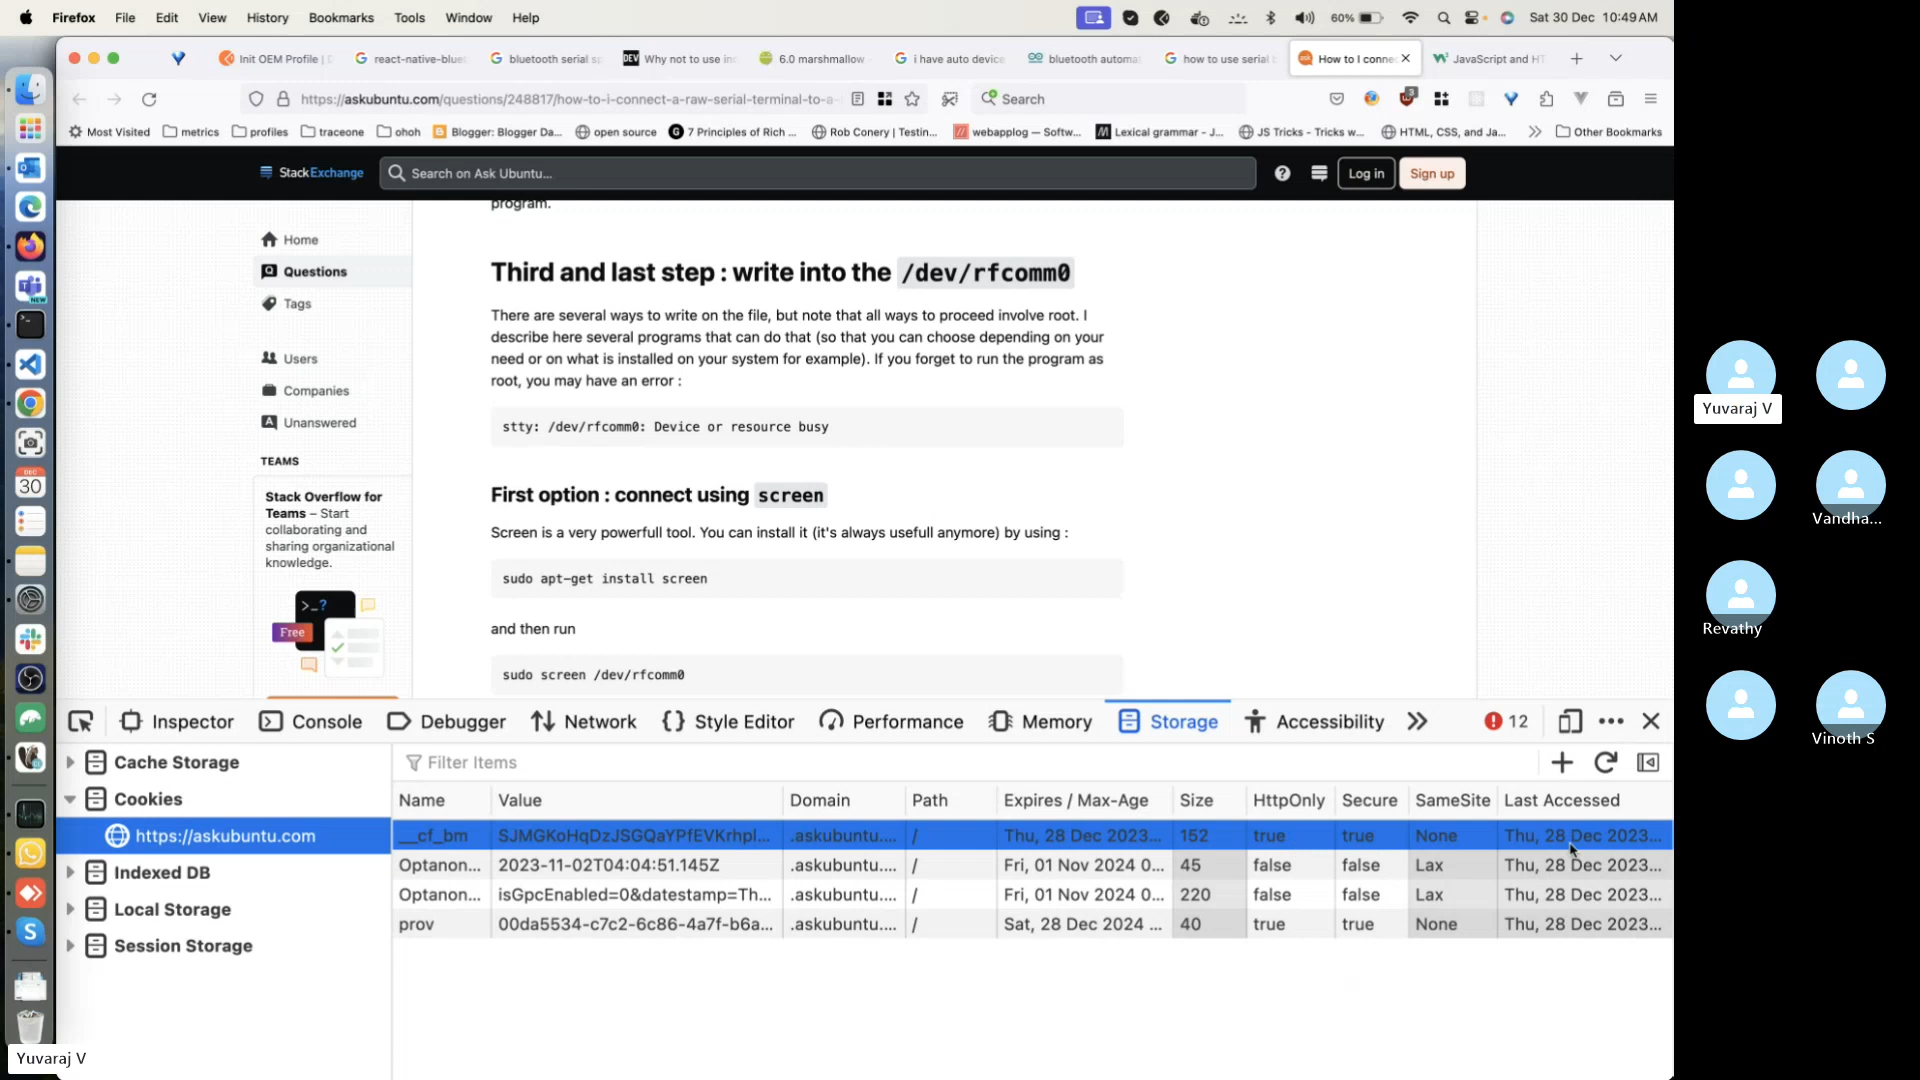 Firefox File Edit View History Bookmarks Tools Window Help 60% Sat 30 Dec 10:49 AM
Init OEM Profile | react-native-blue bluetooth serial sp DEV Why not to use in 6.0 marshmallow i have auto device bluetooth automa how to use serial How to I conne JavaScript and HT
https://askubuntu.com/questions/248817/how-to-i-connect-a-raw-serial-terminal-to-a- Search 3
Most Visited metrics profiles traceone ohoh Blogger: Blogger Da... open source 7 Principles of Rich ... Rob Conery | Testin... webapplog — Softw... Lexical grammar - J... JS Tricks - Tricks w... HTML, CSS, and Ja... Other Bookmarks
StackExchange Search on Ask Ubuntu... Log in Sign up
program.
Home
Questions
Tags
Users
Companies
Unanswered
TEAMS
Stack Overflow for
Teams – Start
collaborating and
sharing organizational
knowledge.
>_?
Free
Third and last step : write into the /dev/rfcomm0
There are several ways to write on the file, but note that all ways to proceed involve root. I
describe here several programs that can do that (so that you can choose depending on your
need or on what is installed on your system for example). If you forget to run the program as
root, you may have an error :
stty: /dev/rfcomm0: Device or resource busy
First option : connect using screen
Screen is a very powerfull tool. You can install it (it's always usefull anymore) by using :
sudo apt-get install screen
and then run
sudo screen /dev/rfcomm0
Inspector Console Debugger Network Style Editor Performance Memory Storage Accessibility 12
Cache Storage
Cookies
https://askubuntu.com
Indexed DB
Local Storage
Session Storage
Filter Items
Name Value Domain Path Expires / Max-Age Size HttpOnly Secure SameSite Last Accessed
__cf_bm SJMGKoHqDzJSGQaYPfEVKrhpl... .askubuntu.... / Thu, 28 Dec 2023... 152 true true None Thu, 28 Dec 2023...
Optanon... 2023-11-02T04:04:51.145Z .askubuntu.... / Fri, 01 Nov 2024 0... 45 false false Lax Thu, 28 Dec 2023...
Optanon... isGpcEnabled=0&datestamp=Th... .askubuntu.... / Fri, 01 Nov 2024 0... 220 false false Lax Thu, 28 Dec 2023...
prov 00da5534-c7c2-6c86-4a7f-b6a... .askubuntu.... / Sat, 28 Dec 2024 ... 40 true true None Thu, 28 Dec 2023...
DEC
30
NEW
Yuvaraj V
Yuvaraj V
Vandha...
Revathy
Vinoth S